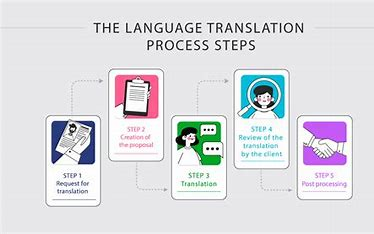 THE LANGUAGE TRANSLATION
PROCESS STEPS
STEP 1
Request for
translation
STEP 2
Creation of
the proposal
STEP 3
Translation
STEP 4
Review of the
translation
by the client
STEP 5
Post processing